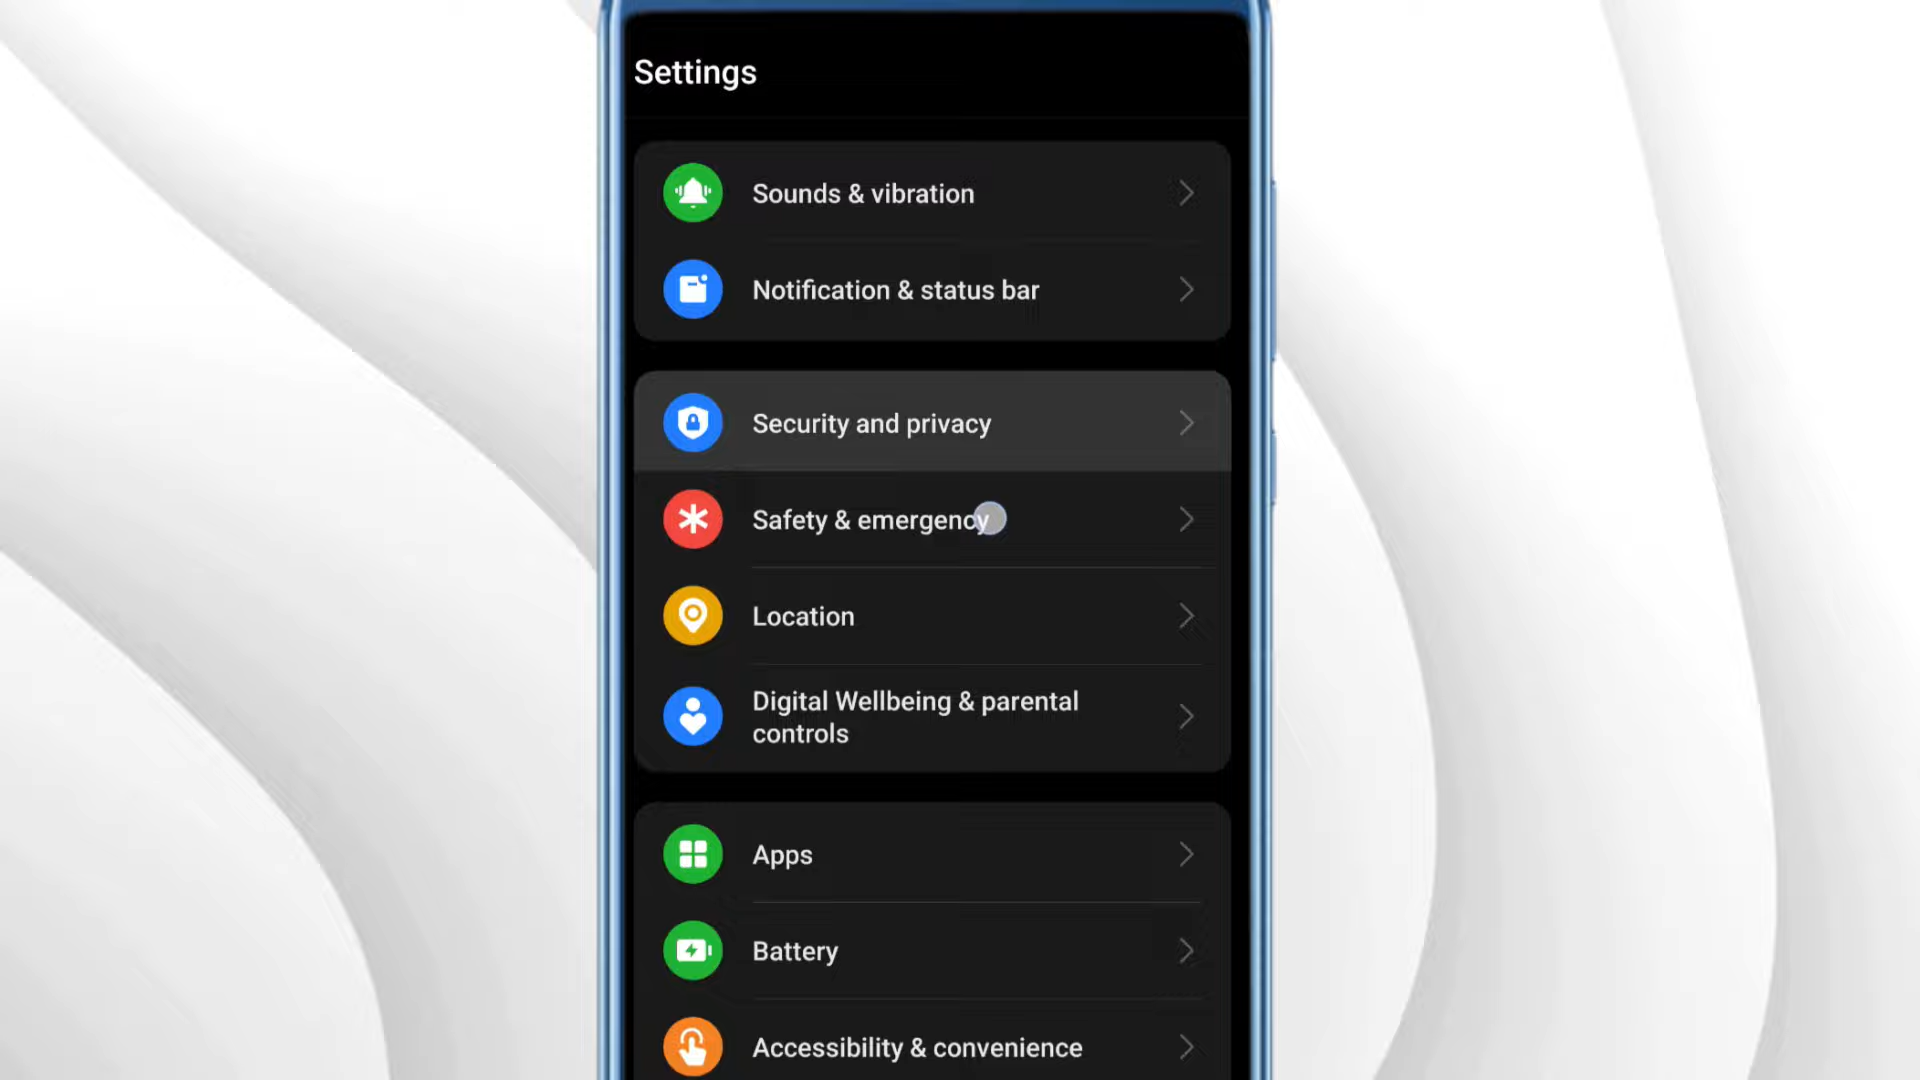 Settings
Sounds & vibration
Notification & status bar
Security and privacy
Safety & emergency
Location
Digital Wellbeing & parental
controls
Apps
Battery
Accessibility & convenience